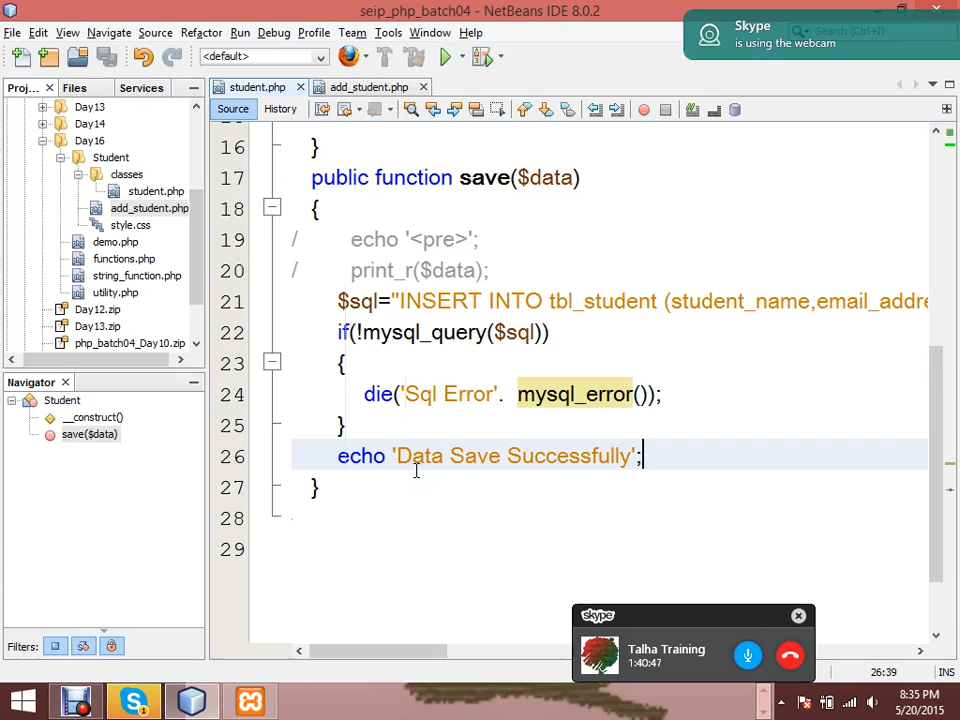 seip_php_batch04 - NetBeans IDE 8.0.2
File Edit View Navigate Source Refactor Run Debug Profile Team Tools Window Help
Skype
is using the webcam
Search (Ctrl+I)
<default>
Proj... Files Services
student.php add_student.php
Source History
Day13
Day14
Day16
Student
classes
student.php
add_student.php
style.css
demo.php
functions.php
string_function.php
utility.php
Day12.zip
Day13.zip
php_batch04_Day10.zip
Navigator
Student
__construct()
save($data)
Filters:
16 }
17 public function save($data)
18 {
19 / echo '<pre>';
20 / print_r($data);
21 $sql="INSERT INTO tbl_student (student_name,email_addre
22 if(!mysql_query($sql))
23 {
24 die('Sql Error'. mysql_error());
25 }
26 echo 'Data Save Successfully';
27 }
28
29
skype
Talha Training
1:40:47
26:39 INS
1
8:35 PM
5/20/2015